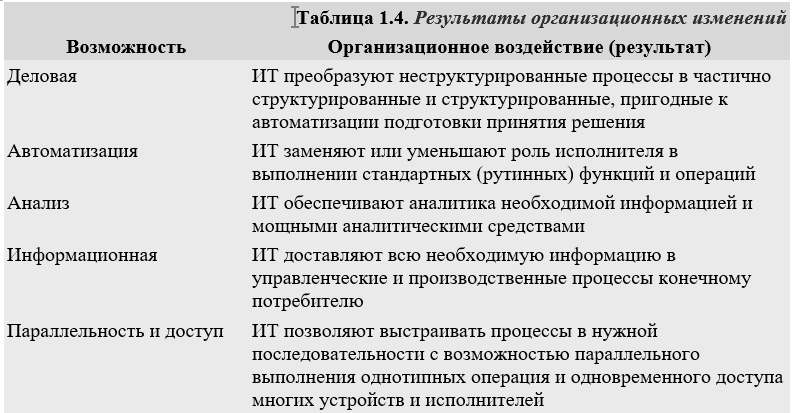 Таблица 1.4. Результаты организационных изменений
Возможность Организационное воздействие (результат)
Деловая ИТ преобразуют неструктурированные процессы в частично
структурированные и структурированные, пригодные к
автоматизации подготовки принятия решения
Автоматизация ИТ заменяют или уменьшают роль исполнителя в
выполнении стандартных (рутинных) функций и операций
Анализ ИТ обеспечивают аналитика необходимой информацией и
мощными аналитическими средствами
Информационная ИТ доставляют всю необходимую информацию в
управленческие и производственные процессы конечному
потребителю
Параллельность и доступ ИТ позволяют выстраивать процессы в нужной
последовательности с возможностью параллельного
выполнения однотипных операция и одновременного доступа
многих устройств и исполнителей